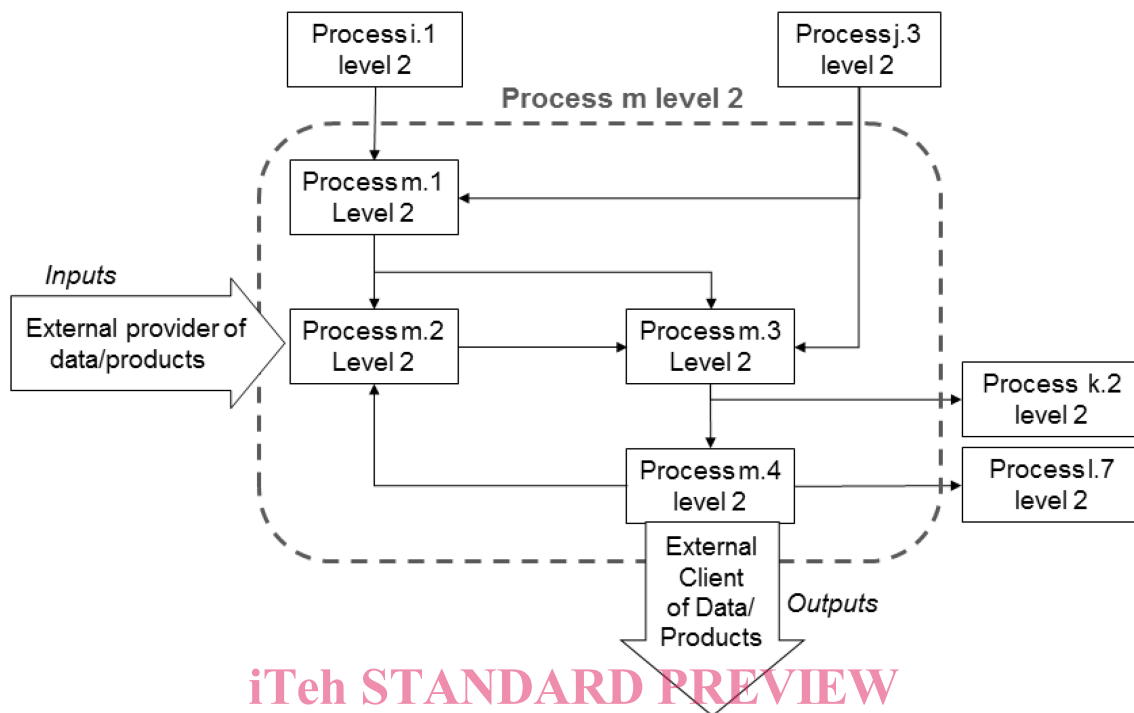 Process i.1
level 2
Process j.3
level 2
Process m level 2
Process m.1
Level 2
Inputs
External provider of
data/products
Process m.2
Level 2
Process m.3
Level 2
Process k.2
level 2
Process m.4
level 2
Process l.7
level 2
External
Client
of Data/
Products
Outputs
iTeh STANDARD PREVIEW